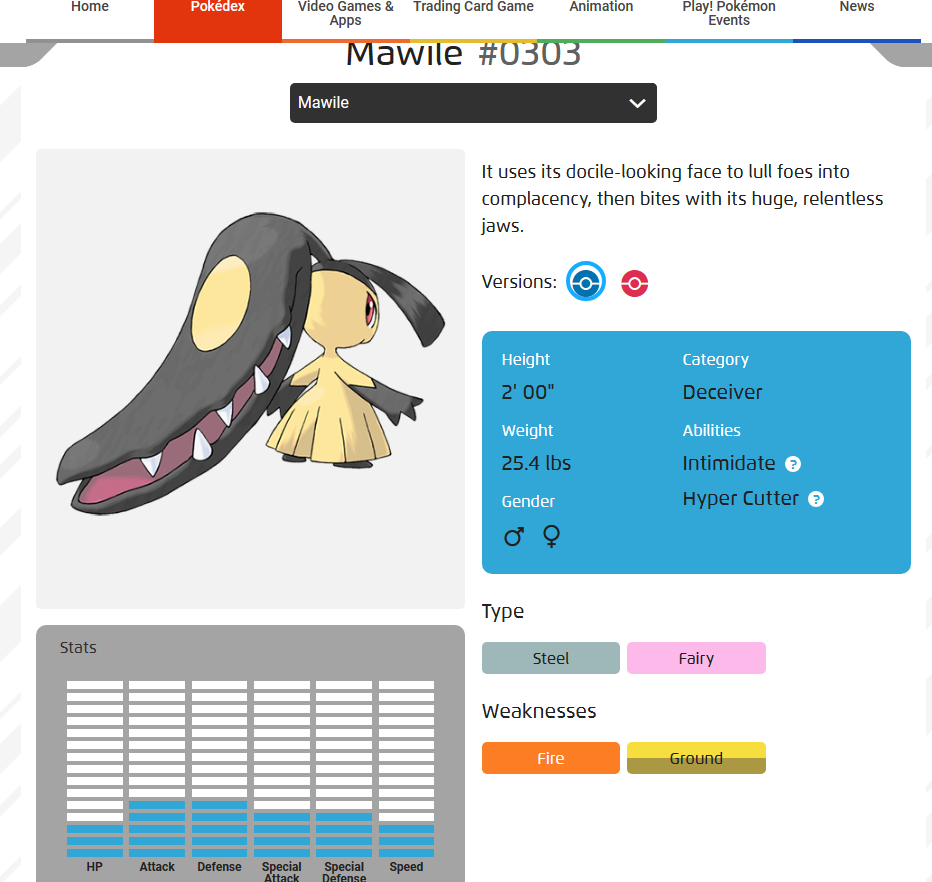 Home
Pokédex
Video Games &
Apps
Trading Card Game
Animation
Play! Pokémon
Events
News
Mawile #0303
Mawile
It uses its docile-looking face to lull foes into
complacency, then bites with its huge, relentless
jaws.
Versions:
Height
2' 00"
Weight
25.4 lbs
Gender
♂ ♀
Category
Deceiver
Abilities
Intimidate ?
Hyper Cutter ?
Type
Steel
Fairy
Weaknesses
Fire
Ground
Stats
HP
Attack
Defense
Special
Attack
Special
Defense
Speed